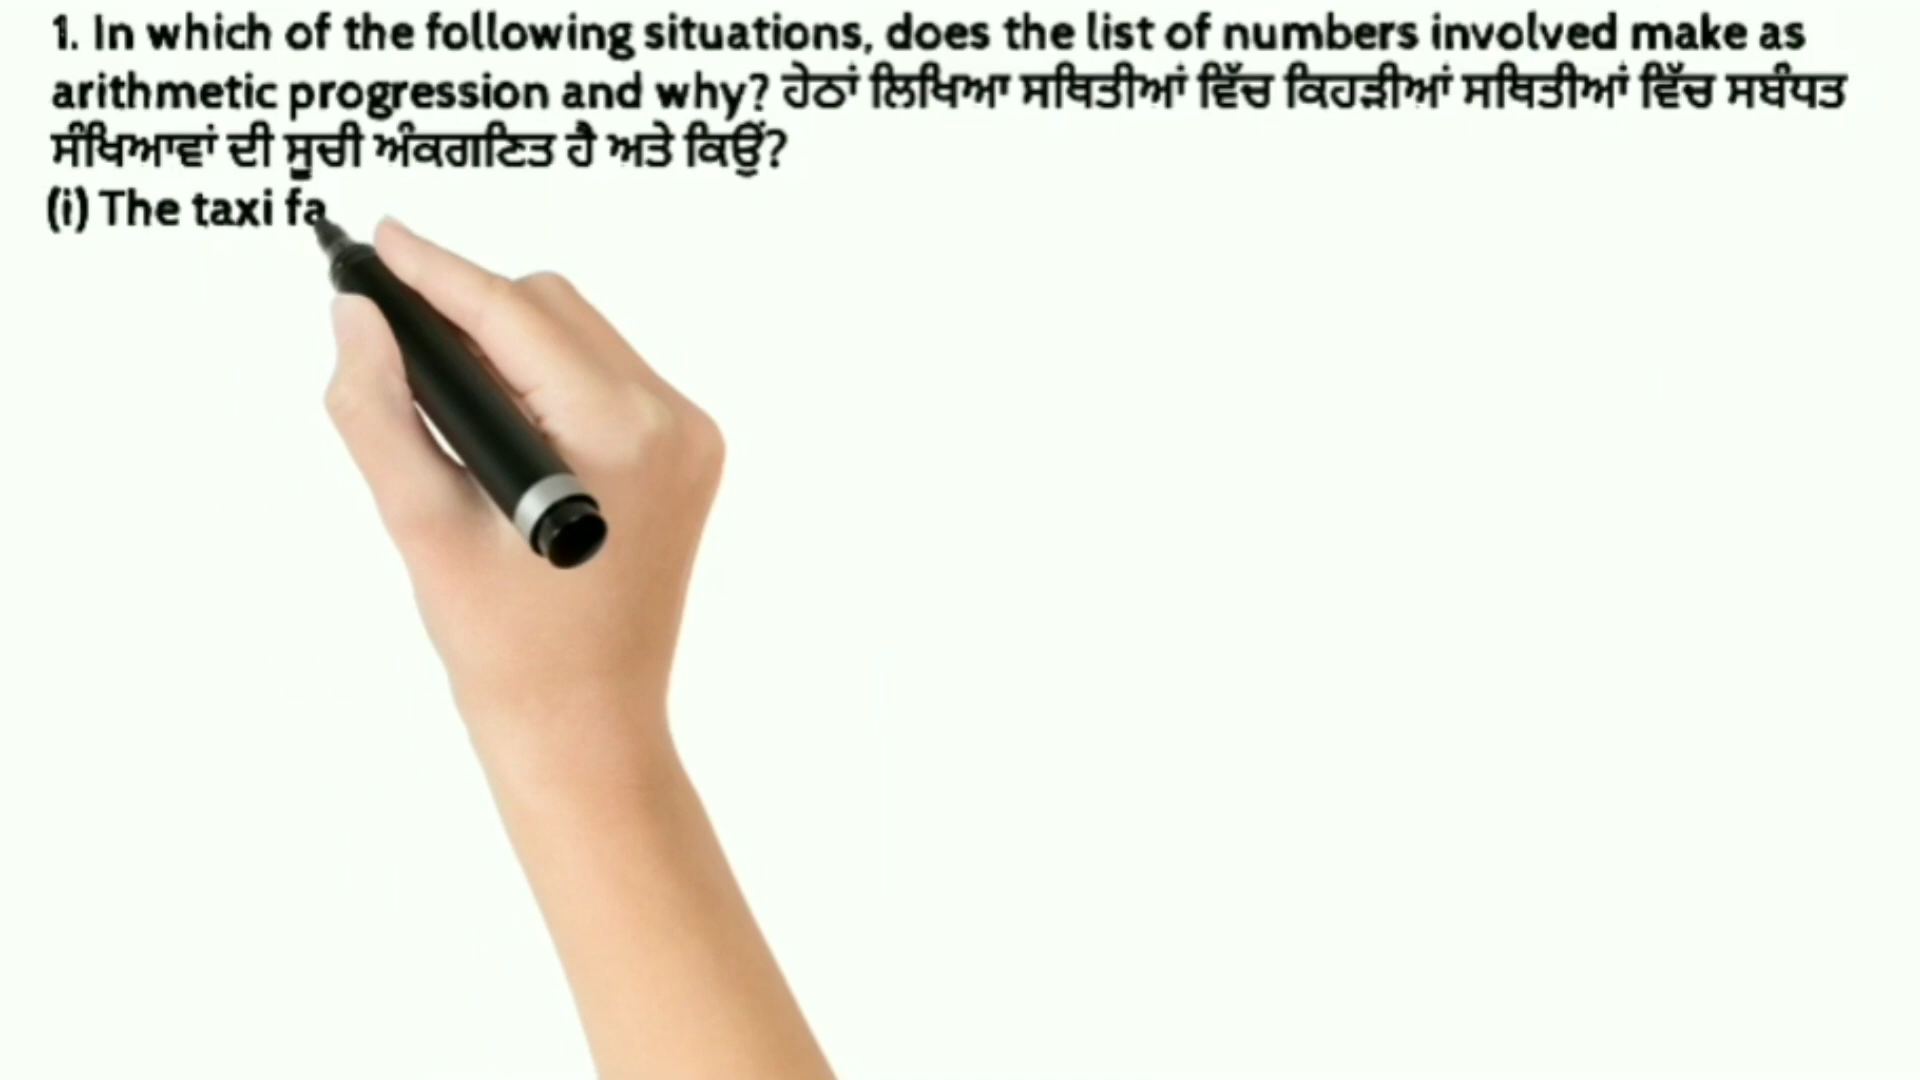 1. In which of the following situations, does the list of numbers involved make as
arithmetic progression and why? ਹੇਠਾਂ ਲਿਖਿਆ ਸਥਿਤੀਆਂ ਵਿੱਚ ਕਿਹੜੀਆਂ ਸਥਿਤੀਆਂ ਵਿੱਚ ਸਬੰਧਤ
ਸੰਖਿਆਵਾਂ ਦੀ ਸੂਚੀ ਅੰਕਗਣਿਤ ਹੈ ਅਤੇ ਕਿਉਂ?
(i) The taxi fa